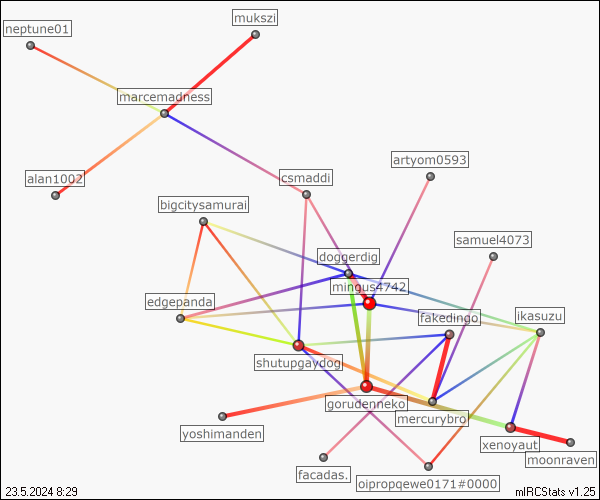 mukszi
neptune01
marcemadness
artyom0593
alan1002
csmaddi
bigcitysamurai
samuel4073
doggerdig
mingus4742
edgepanda
fakedingo
ikasuzu
shutupgaydog
gorudenneko
mercurybro
yoshimanden
xenoyaut
moonraven
facadas.
oipropqewe0171#0000
23.5.2024 8:29
mIRCStats v1.25